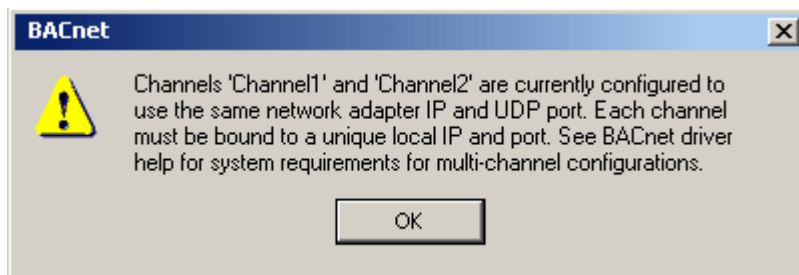 BACnet
Channels 'Channel1' and 'Channel2' are currently configured to
use the same network adapter IP and UDP port. Each channel
must be bound to a unique local IP and port. See BACnet driver
help for system requirements for multi-channel configurations.
OK